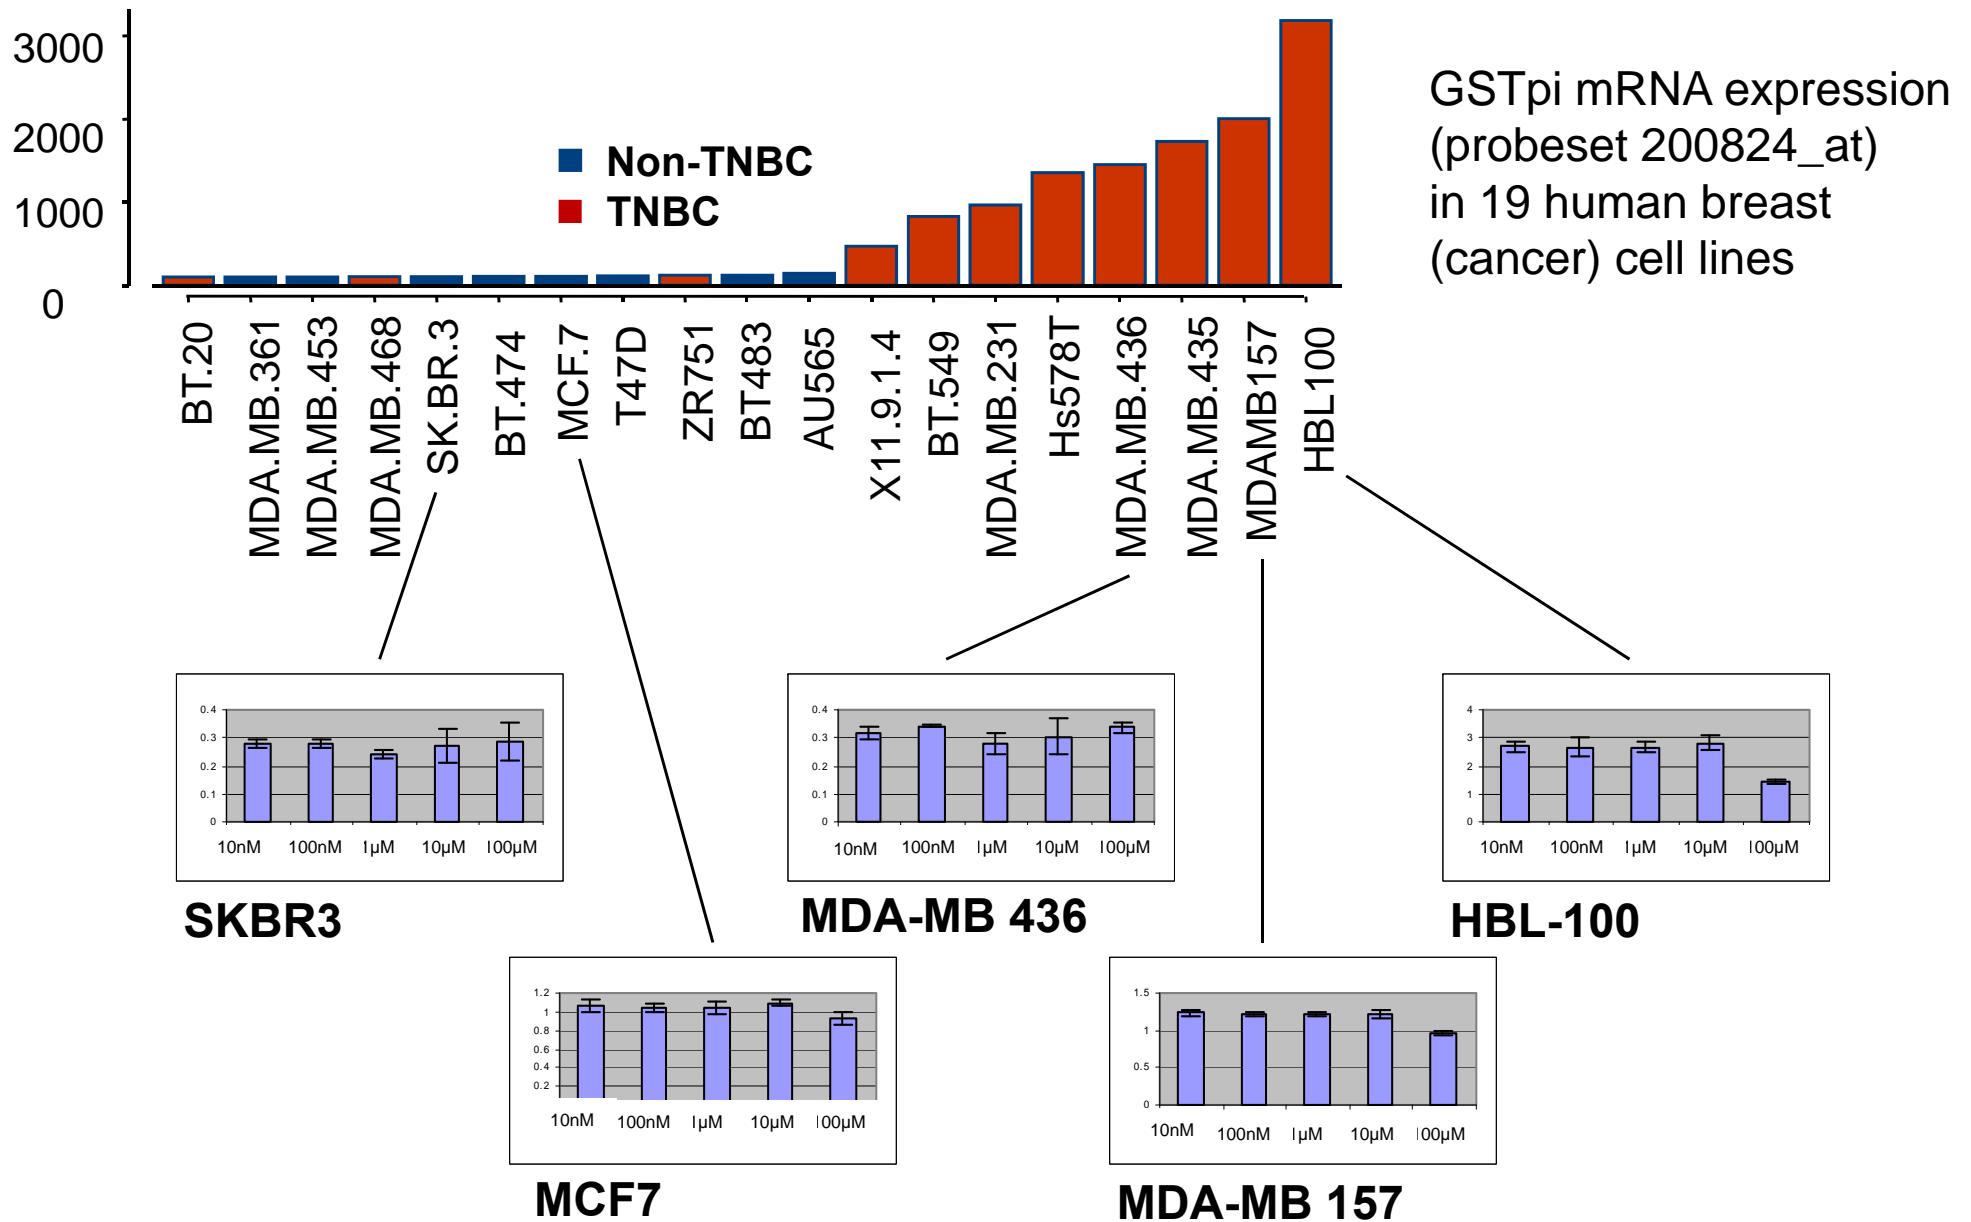 3000
2000
1000
0
Non-TNBC
TNBC
GSTpi mRNA expression
(probeset 200824_at)
in 19 human breast
(cancer) cell lines
BT.20
MDA.MB.361
MDA.MB.453
MDA.MB.468
SK.BR.3
BT.474
MCF.7
T47D
ZR751
BT483
AU565
X11.9.1.4
BT.549
MDA.MB.231
Hs578T
MDA.MB.436
MDA.MB.435
MDAMB157
HBL100
0.4
0.3
0.2
0.1
0
10nM 100nM 1µM 10µM 100µM
SKBR3
0.4
0.3
0.2
0.1
0
10nM 100nM 1µM 10µM 100µM
MDA-MB 436
4
3
2
1
0
10nM 100nM 1µM 10µM 100µM
HBL-100
1.2
1
0.8
0.6
0.4
0.2
10nM 100nM 1µM 10µM 100µM
MCF7
1.5
1
0.5
0
10nM 100nM 1µM 10µM 100µM
MDA-MB 157